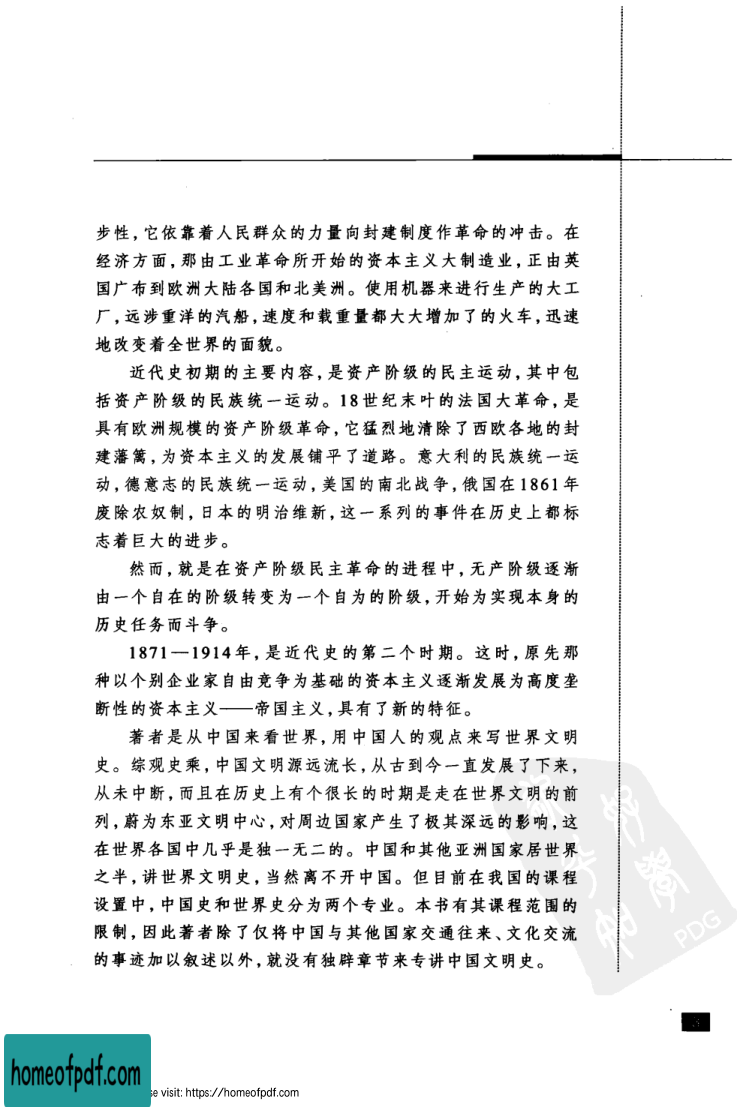 步性，它依靠着人民群众的力量向封建制度作革命的冲击。在
经济方面，那由工业革命所开始的资本主义大制造业，正由英
国广布到欧洲大陆各国和北美洲。使用机器来进行生产的大工
厂，远涉重洋的汽船，速度和载重量都大大增加了的火车，迅速
地改变着全世界的面貌。
近代史初期的主要内容，是资产阶级的民主运动，其中包
括资产阶级的民族统一运动。18世纪末叶的法国大革命，是
具有欧洲规模的资产阶级革命，它猛烈地清除了西欧各地的封
建藩篱，为资本主义的发展铺平了道路。意大利的民族统一运
动，德意志的民族统一运动，美国的南北战争，俄国在1861年
废除农奴制，日本的明治维新，这一系列的事件在历史上都标
志着巨大的进步。
然而，就是在资产阶级民主革命的进程中，无产阶级逐渐
由一个自在的阶级转变为一个自为的阶级，开始为实现本身的
历史任务而斗争。
1871—1914年，是近代史的第二个时期。这时，原先那
种以个别企业家自由竞争为基础的资本主义逐渐发展为高度垄
断性的资本主义——帝国主义，具有了新的特征。
著者是从中国来看世界，用中国人的观点来写世界文明
史。综观史乘，中国文明源远流长，从古到今一直发展了下来，
从未中断，而且在历史上有个很长的时期是走在世界文明的前
列，蔚为东亚文明中心，对周边国家产生了极其深远的影响，这
在世界各国中几乎是独一无二的。中国和其他亚洲国家居世界
之半，讲世界文明史，当然离不开中国。但目前在我国的课程
设置中，中国史和世界史分为两个专业。本书有其课程范围的
限制，因此著者除了仅将中国与其他国家交通往来、文化交流
的事迹加以叙述以外，就没有独辟章节来专讲中国文明史。
PDG
homeofpdf.com
se visit: https://homeofpdf.com